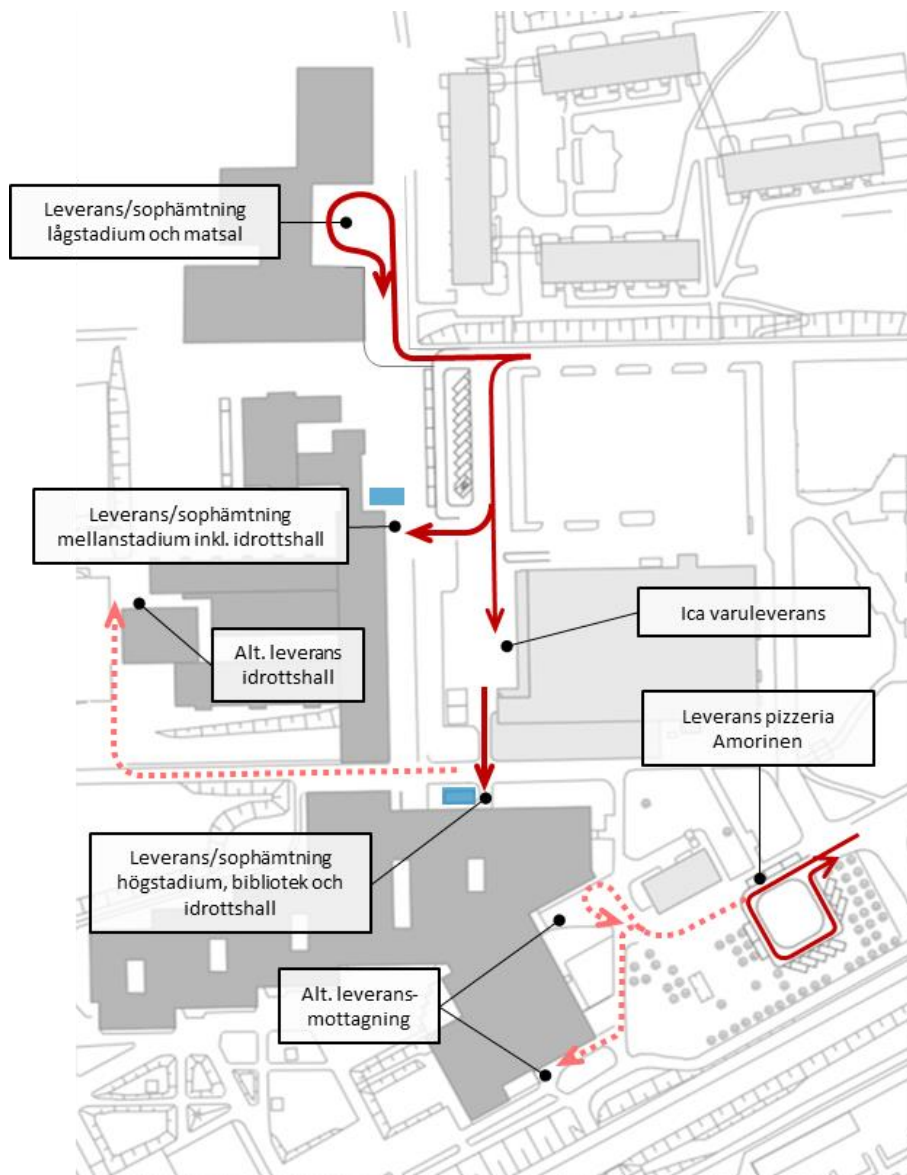 Leverans/sophämtning
lågstadium och matsal
Leverans/sophämtning
mellanstadium inkl. idrottshall
Ica varuleverans
Alt. leverans
idrottshall
Leverans pizzeria
Amorinen
Leverans/sophämtning
högstadium, bibliotek och
idrottshall
Alt. leverans-
mottagning